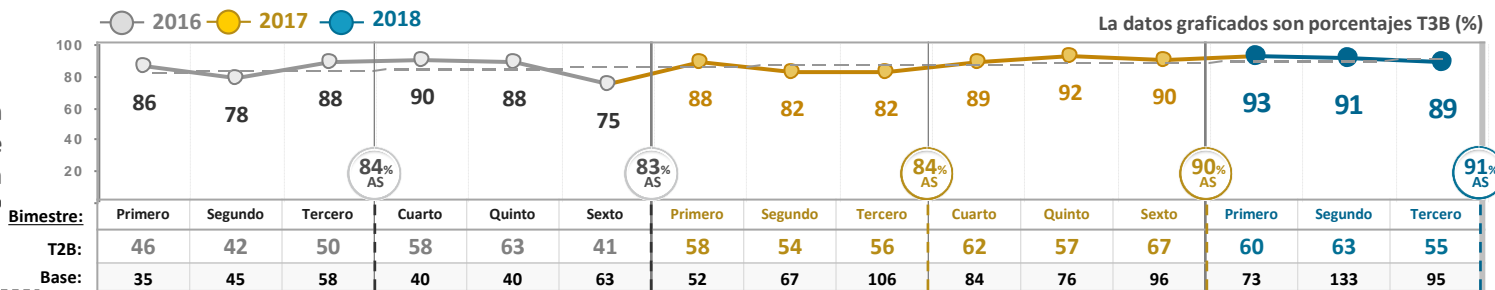 2016 2017 2018 La datos graficados son porcentajes T3B (%)
100
80
60
40
20
86 78 88 90 88 75 88 82 82 89 92 90 93 91 89
84% AS 83% AS 84% AS 90% AS 91% AS
Bimestre: Primero Segundo Tercero Cuarto Quinto Sexto Primero Segundo Tercero Cuarto Quinto Sexto Primero Segundo Tercero
T2B: 46 42 50 58 63 41 58 54 56 62 57 67 60 63 55
Base: 35 45 58 40 40 63 52 67 106 84 76 96 73 133 95